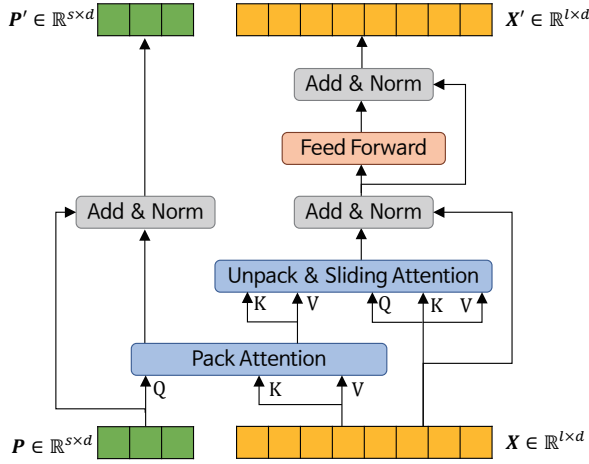 P′ ∈ ℝ^{s×d} X′ ∈ ℝ^{l×d}
Add & Norm
Feed Forward
Add & Norm Add & Norm
Unpack & Sliding Attention
K V Q K V
Pack Attention
Q K V
P ∈ ℝ^{s×d} X ∈ ℝ^{l×d}